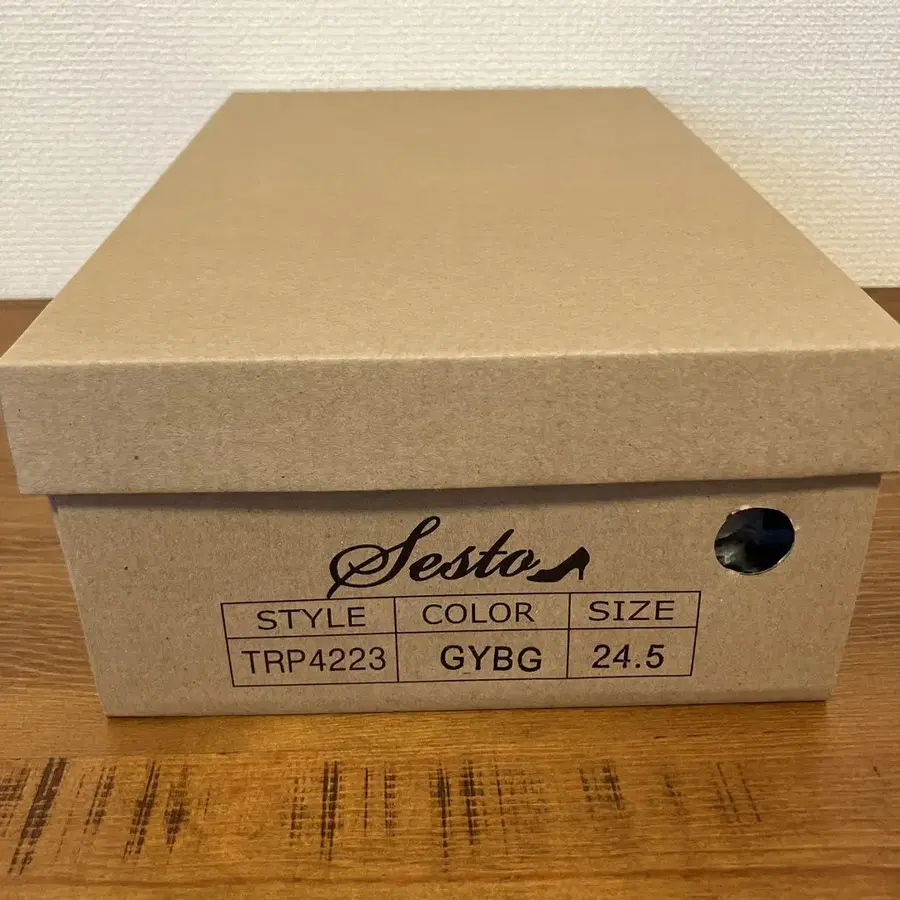 Sesto
STYLE COLOR SIZE
TRP4223 GYBG 24.5